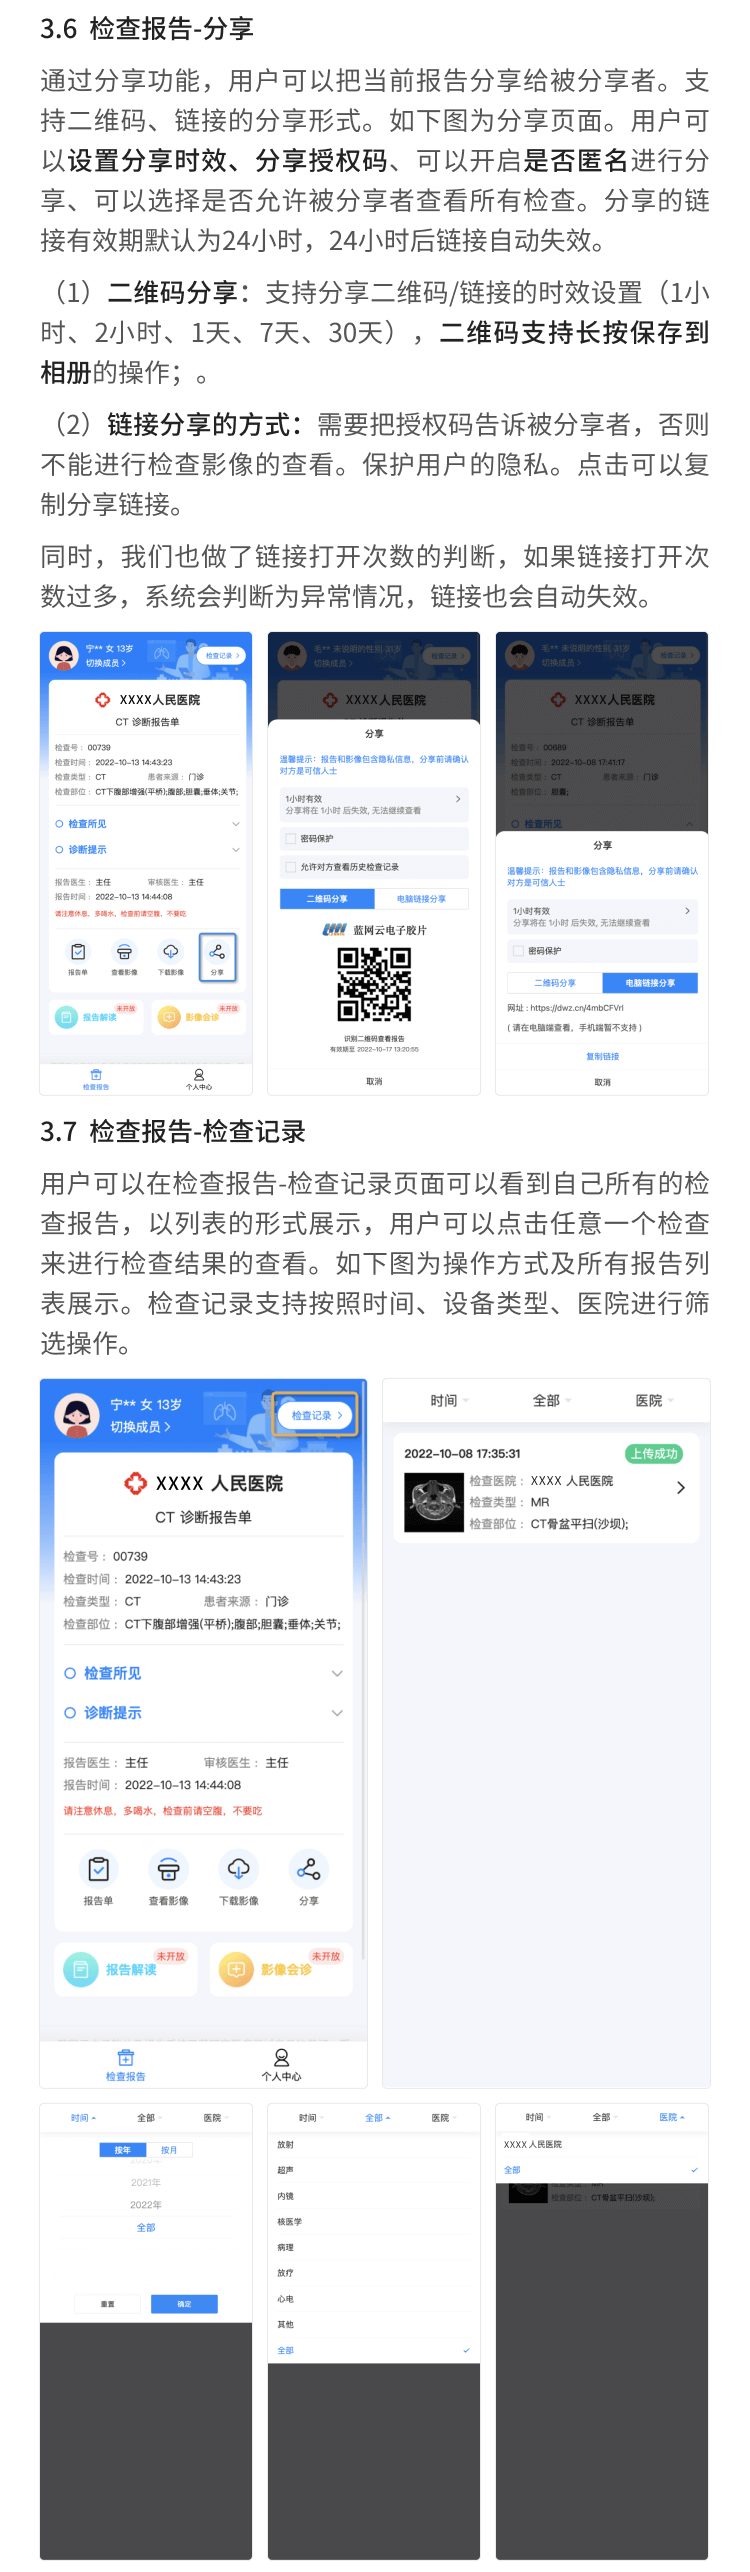 3.6 检查报告-分享
通过分享功能，用户可以把当前报告分享给被分享者。支
持二维码、链接的分享形式。如下图为分享页面。用户可
以设置分享时效、分享授权码、可以开启是否匿名进行分
享、可以选择是否允许被分享者查看所有检查。分享的链
接有效期默认为24小时，24小时后链接自动失效。
（1）二维码分享：支持分享二维码/链接的时效设置（1小
时、2小时、1天、7天、30天），二维码支持长按保存到
相册的操作；。
（2）链接分享的方式：需要把授权码告诉被分享者，否则
不能进行检查影像的查看。保护用户的隐私。点击可以复
制分享链接。
同时，我们也做了链接打开次数的判断，如果链接打开次
数过多，系统会判断为异常情况，链接也会自动失效。
宁** 女 13岁
切换成员
检查记录
XXXX人民医院
CT 诊断报告单
检查号： 00739
检查时间： 2022-10-13 14:43:23
检查类型： CT 患者来源： 门诊
检查部位： CT下腹部增强(平桥);腹部;胆囊;垂体;关节;
检查所见
诊断提示
报告医生： 主任 审核医生： 主任
报告时间： 2022-10-13 14:44:08
请注意休息，多喝水，检查前请空腹，不要吃
报告单 查看影像 下载影像 分享
报告解读 未开放
影像会诊 未开放
检查报告 个人中心
毛** 未说明的性别 31岁
切换成员
检查记录
XXXX人民医院
分享
温馨提示：报告和影像包含隐私信息，分享前请确认
对方是可信人士
1小时有效
分享将在 1小时 后失效, 无法继续查看
密码保护
允许对方查看历史检查记录
二维码分享 电脑链接分享
蓝网云电子胶片
识别二维码查看报告
有效期至 2022-10-17 13:20:55
取消
毛** 未说明的性别 31岁
切换成员
检查记录
XXXX人民医院
CT 诊断报告单
检查号： 00689
检查时间： 2022-10-08 17:41:17
检查类型： CT 患者来源： 门诊
检查部位： 胆囊;
检查所见
分享
温馨提示：报告和影像包含隐私信息，分享前请确认
对方是可信人士
1小时有效
分享将在 1小时 后失效, 无法继续查看
密码保护
二维码分享 电脑链接分享
网址：https://dwz.cn/4mbCFVrl
( 请在电脑端查看，手机端暂不支持 )
复制链接
取消
3.7 检查报告-检查记录
用户可以在检查报告-检查记录页面可以看到自己所有的检
查报告，以列表的形式展示，用户可以点击任意一个检查
来进行检查结果的查看。如下图为操作方式及所有报告列
表展示。检查记录支持按照时间、设备类型、医院进行筛
选操作。
宁** 女 13岁
切换成员
检查记录
XXXX 人民医院
CT 诊断报告单
检查号： 00739
检查时间： 2022-10-13 14:43:23
检查类型： CT 患者来源： 门诊
检查部位： CT下腹部增强(平桥);腹部;胆囊;垂体;关节;
检查所见
诊断提示
报告医生： 主任 审核医生： 主任
报告时间： 2022-10-13 14:44:08
请注意休息，多喝水，检查前请空腹，不要吃
报告单 查看影像 下载影像 分享
报告解读 未开放
影像会诊 未开放
检查报告 个人中心
时间 全部 医院
2022-10-08 17:35:31 上传成功
检查医院： XXXX 人民医院
检查类型： MR
检查部位： CT骨盆平扫(沙坝);
时间 全部 医院
按年 按月
2020年
2021年
2022年
全部
重置 确定
时间 全部 医院
放射
超声
内镜
核医学
病理
放疗
心电
其他
全部
时间 全部 医院
XXXX 人民医院
全部
检查类型： MR
检查部位： CT骨盆平扫(沙坝);